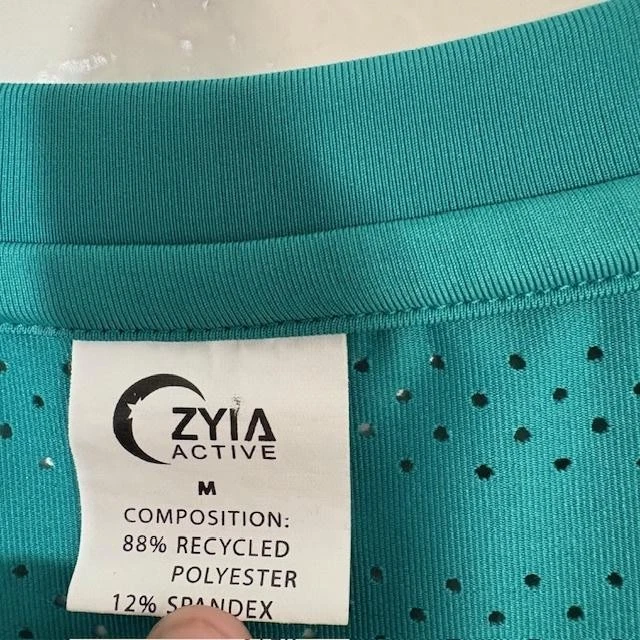 ZYIA
ACTIVE
M
COMPOSITION:
88% RECYCLED
POLYESTER
12% SPANDEX